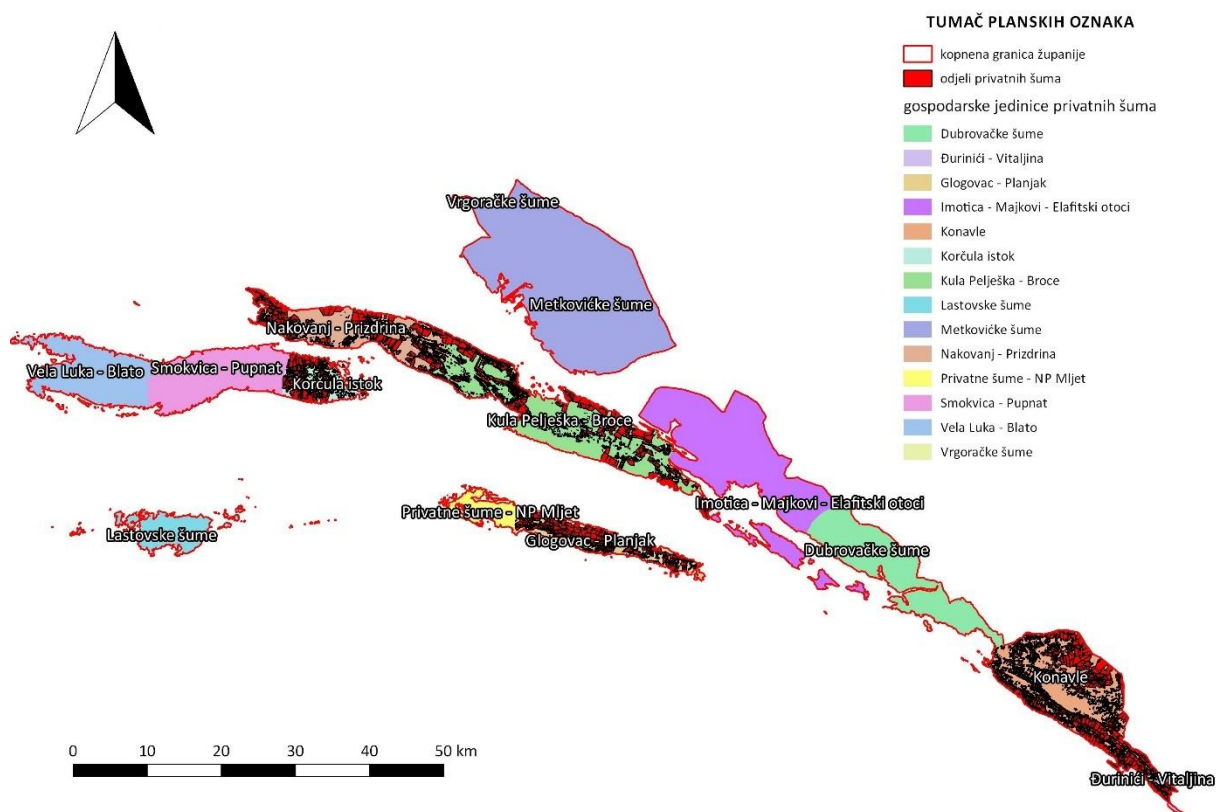 TUMAČ PLANSKIH OZNAKA
kopnena granica županije
odjeli privatnih šuma
gospodarske jedinice privatnih šuma
Dubrovačke šume
Đurinići - Vitaljina
Glogovac - Planjak
Imotica - Majkovi - Elafitski otoci
Konavle
Korčula istok
Kula Pelješka - Broce
Lastovske šume
Metkovićke šume
Nakovanj - Prizdrina
Privatne šume - NP Mljet
Smokvica - Pupnat
Vela Luka - Blato
Vrgoračke šume
Vrgoračke šume
Metkovićke šume
Nakovanj - Prizdrina
Smokvica - Pupnat
Vela Luka - Blato
Korčula istok
Kula Pelješka - Broce
Imotica - Majkovi - Elafitski otoci
Privatne šume - NP Mljet
Lastovske šume
Glogovac - Planjak
Dubrovačke šume
Konavle
Đurinići - Vitaljina
0 10 20 30 40 50 km